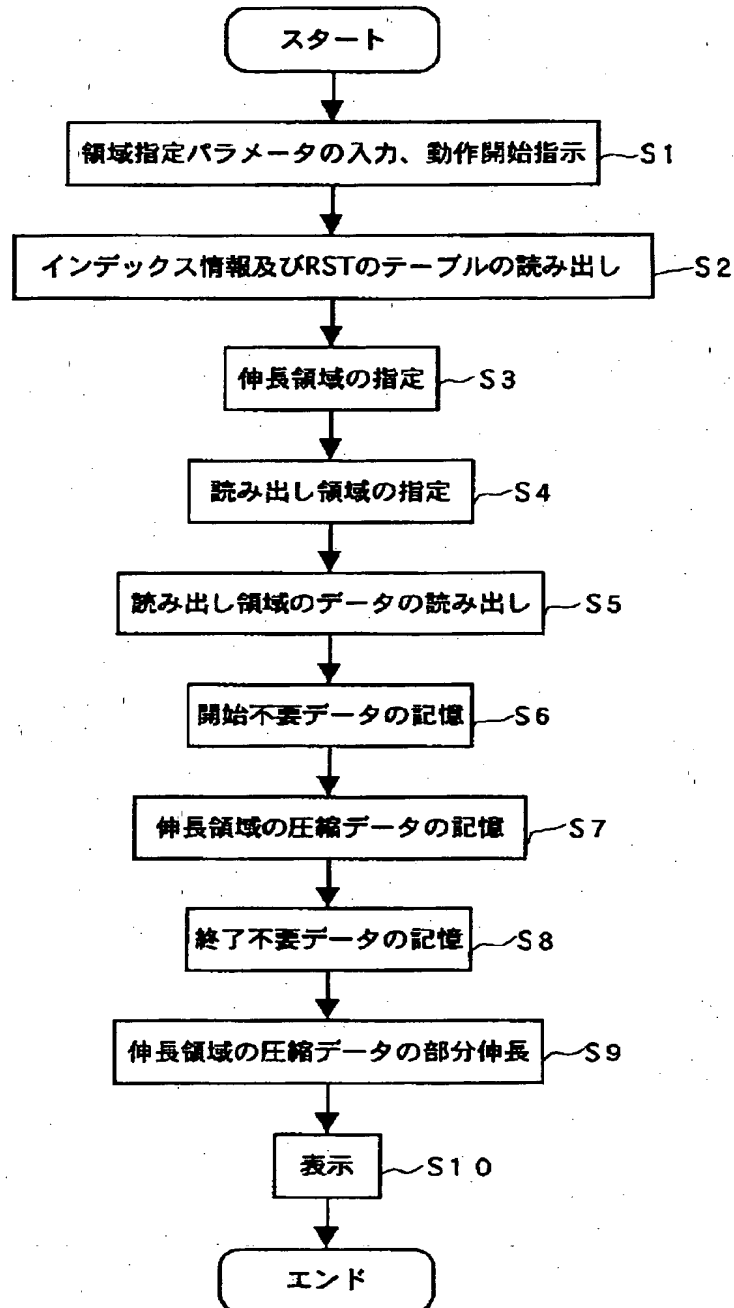 スタート
領域指定パラメータの入力、動作開始指示 S1
インデックス情報及びRSTのテーブルの読み出し S2
伸長領域の指定 S3
読み出し領域の指定 S4
読み出し領域のデータの読み出し S5
開始不要データの記憶 S6
伸長領域の圧縮データの記憶 S7
終了不要データの記憶 S8
伸長領域の圧縮データの部分伸長 S9
表示 S10
エンド